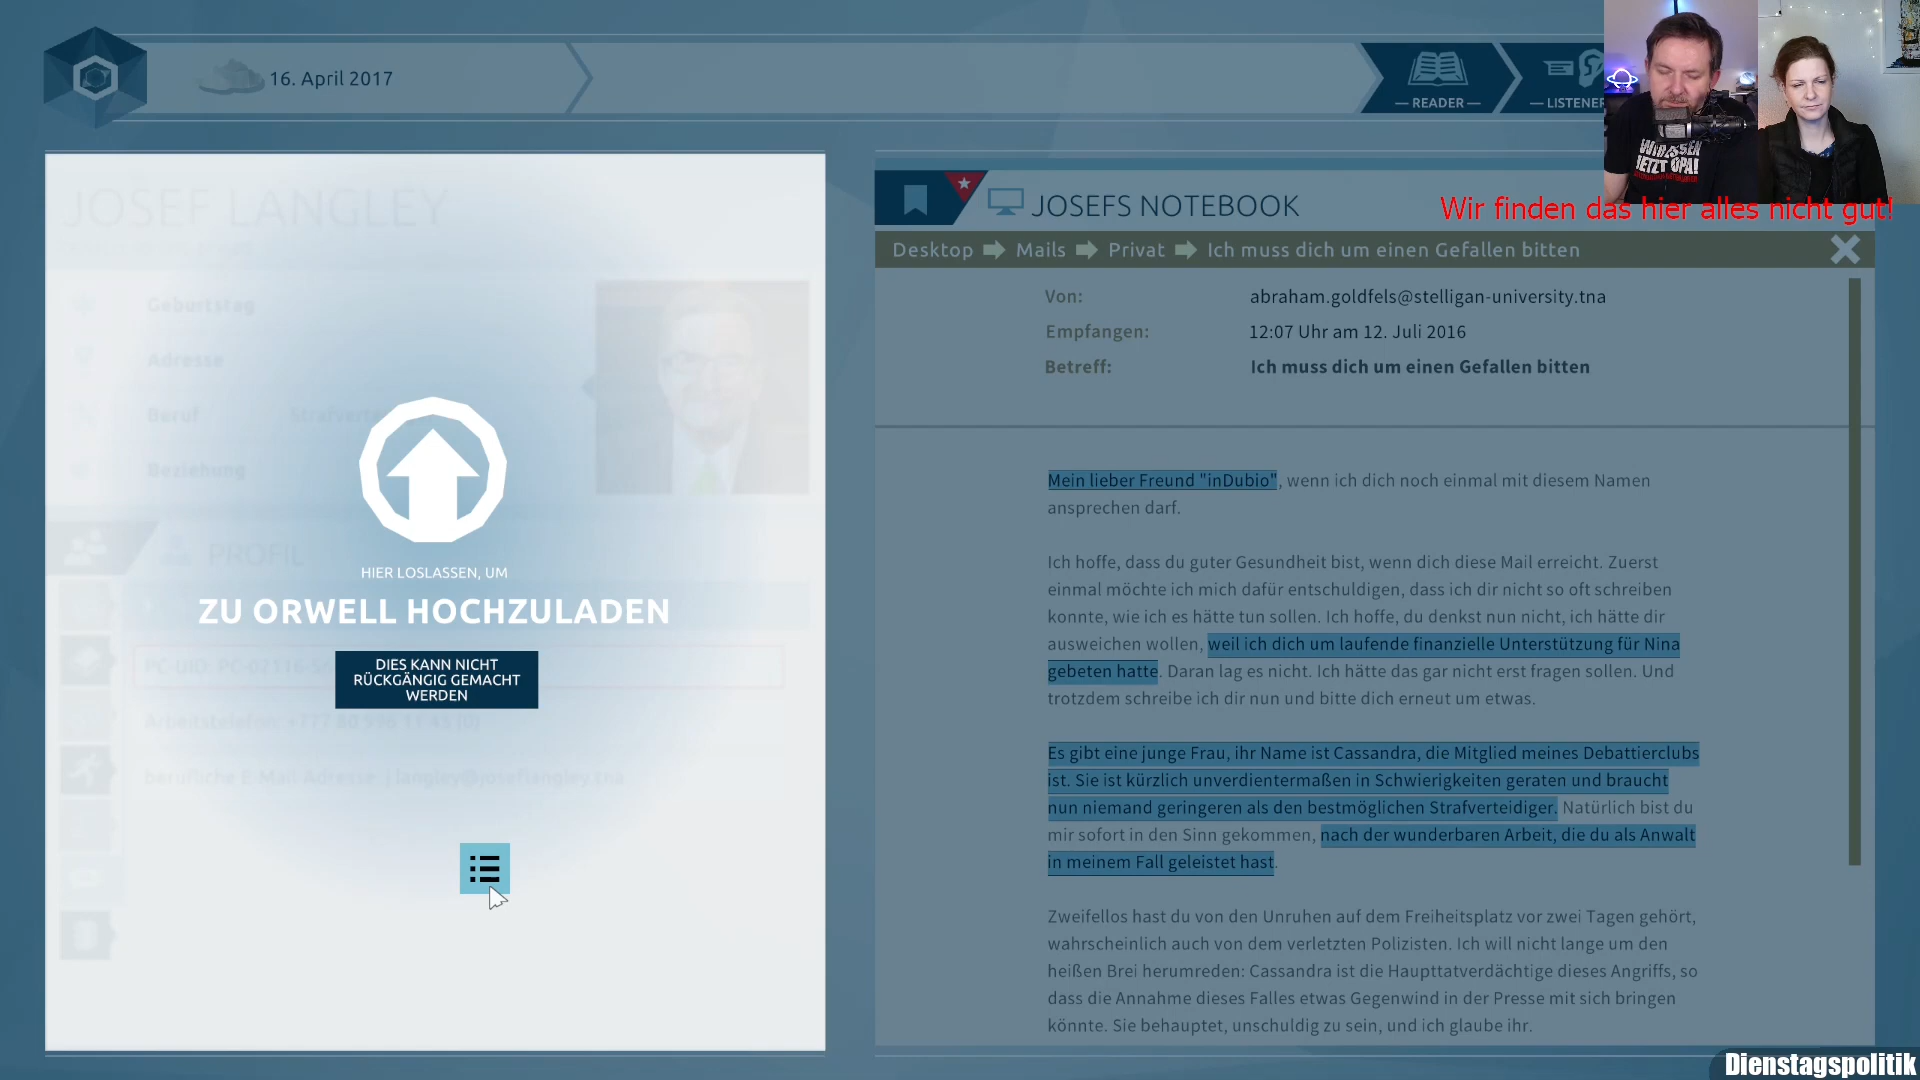 16. April 2017
— READER —
— LISTENER
WIR ESSEN
JETZT OPA!
Wir finden das hier alles nicht gut!
JOSEF LANGLEY
Geburtstag
Adresse
Beruf
Beziehung
PROFIL
HIER LOSLASSEN, UM
ZU ORWELL HOCHZULADEN
DIES KANN NICHT
RÜCKGÄNGIG GEMACHT
WERDEN
JOSEFS NOTEBOOK
Desktop Mails Privat Ich muss dich um einen Gefallen bitten
Von: abraham.goldfels@stelligan-university.tna
Empfangen: 12:07 Uhr am 12. Juli 2016
Betreff: Ich muss dich um einen Gefallen bitten
Mein lieber Freund "inDubio", wenn ich dich noch einmal mit diesem Namen
ansprechen darf.
Ich hoffe, dass du guter Gesundheit bist, wenn dich diese Mail erreicht. Zuerst
einmal möchte ich mich dafür entschuldigen, dass ich dir nicht so oft schreiben
konnte, wie ich es hätte tun sollen. Ich hoffe, du denkst nun nicht, ich hätte dir
ausweichen wollen, weil ich dich um laufende finanzielle Unterstützung für Nina
gebeten hatte. Daran lag es nicht. Ich hätte das gar nicht erst fragen sollen. Und
trotzdem schreibe ich dir nun und bitte dich erneut um etwas.
Es gibt eine junge Frau, ihr Name ist Cassandra, die Mitglied meines Debattierclubs
ist. Sie ist kürzlich unverdientermaßen in Schwierigkeiten geraten und braucht
nun niemand geringeren als den bestmöglichen Strafverteidiger. Natürlich bist du
mir sofort in den Sinn gekommen, nach der wunderbaren Arbeit, die du als Anwalt
in meinem Fall geleistet hast.
Zweifellos hast du von den Unruhen auf dem Freiheitsplatz vor zwei Tagen gehört,
wahrscheinlich auch von dem verletzten Polizisten. Ich will nicht lange um den
heißen Brei herumreden: Cassandra ist die Haupttatverdächtige dieses Angriffs, so
dass die Annahme dieses Falles etwas Gegenwind in der Presse mit sich bringen
könnte. Sie behauptet, unschuldig zu sein, und ich glaube ihr.
Dienstagspolitik